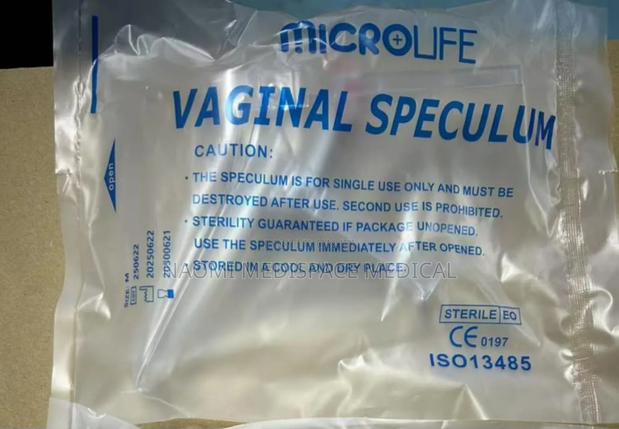 MICROLIFE
VAGINAL SPECULUM
CAUTION:
· THE SPECULUM IS FOR SINGLE USE ONLY AND MUST BE
DESTROYED AFTER USE. SECOND USE IS PROHIBITED.
· STERILITY GUARANTEED IF PACKAGE UNOPENED.
USE THE SPECULUM IMMEDIATELY AFTER OPENED.
· STORED IN A COOL AND DRY PLACE.
NAOMI MEDISPACE MEDICAL
open
SIZE: M
250622
20250622
20300621
STERILE EO
CE 0197
ISO13485